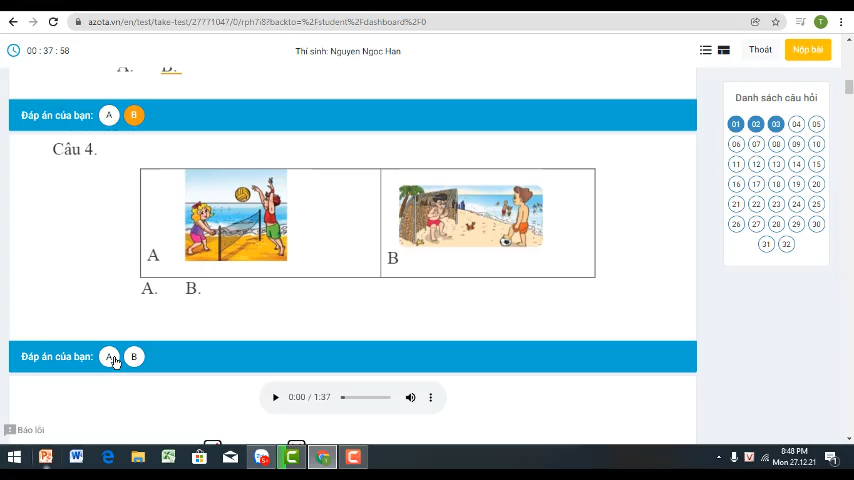 azota.vn/en/test/take-test/27771047/0/rph7i8?backto=%2Fstudent%2Fdashboard%2F0
T
00 : 37 : 58
Thí sinh: Nguyen Ngoc Han
Thoát
Nộp bài
A. B.
Đáp án của bạn: A B
Câu 4.
A
B
A. B.
Đáp án của bạn: A B
0:00 / 1:37
Báo lỗi
Danh sách câu hỏi
01 02 03 04 05
06 07 08 09 10
11 12 13 14 15
16 17 18 19 20
21 22 23 24 25
26 27 28 29 30
31 32
8:48 PM
Mon 27.12.21